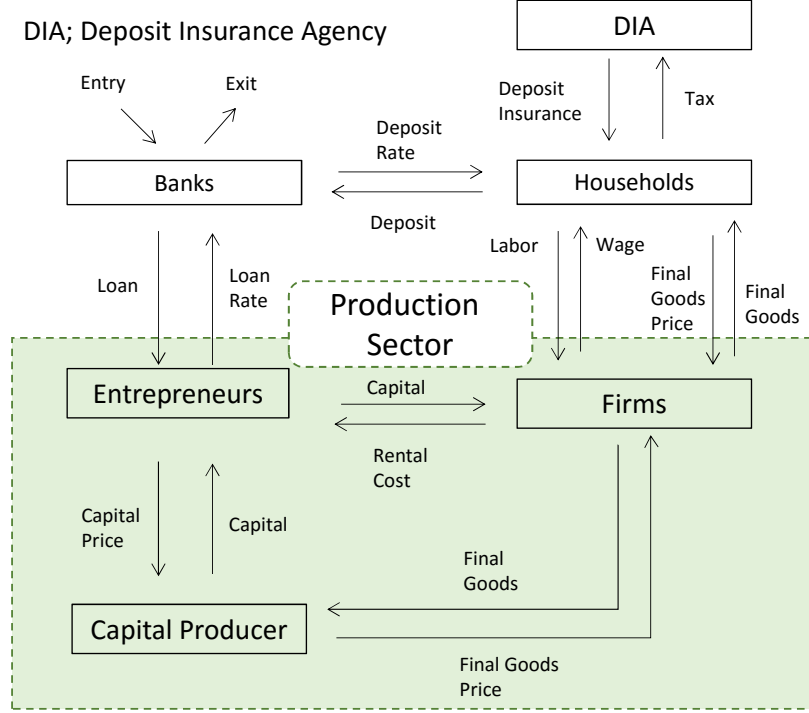 DIA; Deposit Insurance Agency
DIA
Entry
Exit
Deposit
Insurance
Tax
Deposit
Rate
Banks
Households
Deposit
Labor
Wage
Loan
Loan
Rate
Final
Goods
Price
Final
Goods
Production
Sector
Entrepreneurs
Capital
Firms
Rental
Cost
Capital
Price
Capital
Final
Goods
Capital Producer
Final Goods
Price